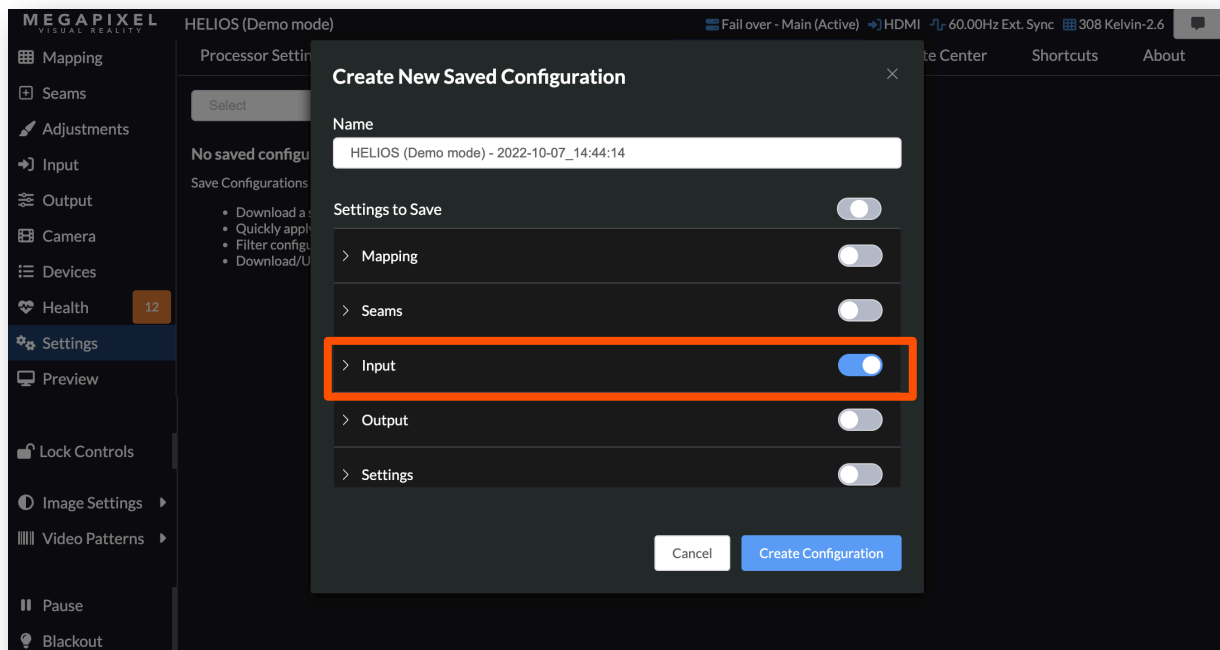 MEGAPIXEL
VISUAL REALITY
HELIOS (Demo mode)
Fail over - Main (Active) HDMI 60.00Hz Ext. Sync 308 Kelvin-2.6
Mapping
Seams
Adjustments
Input
Output
Camera
Devices
Health 12
Settings
Preview
Lock Controls
Image Settings
Video Patterns
Pause
Blackout
Processor Settin
te Center Shortcuts About
Select
No saved configu
Save Configurations
• Download a s
• Quickly apply
• Filter configu
• Download/U
Create New Saved Configuration
Name
HELIOS (Demo mode) - 2022-10-07_14:44:14
Settings to Save
Mapping
Seams
Input
Output
Settings
Cancel Create Configuration